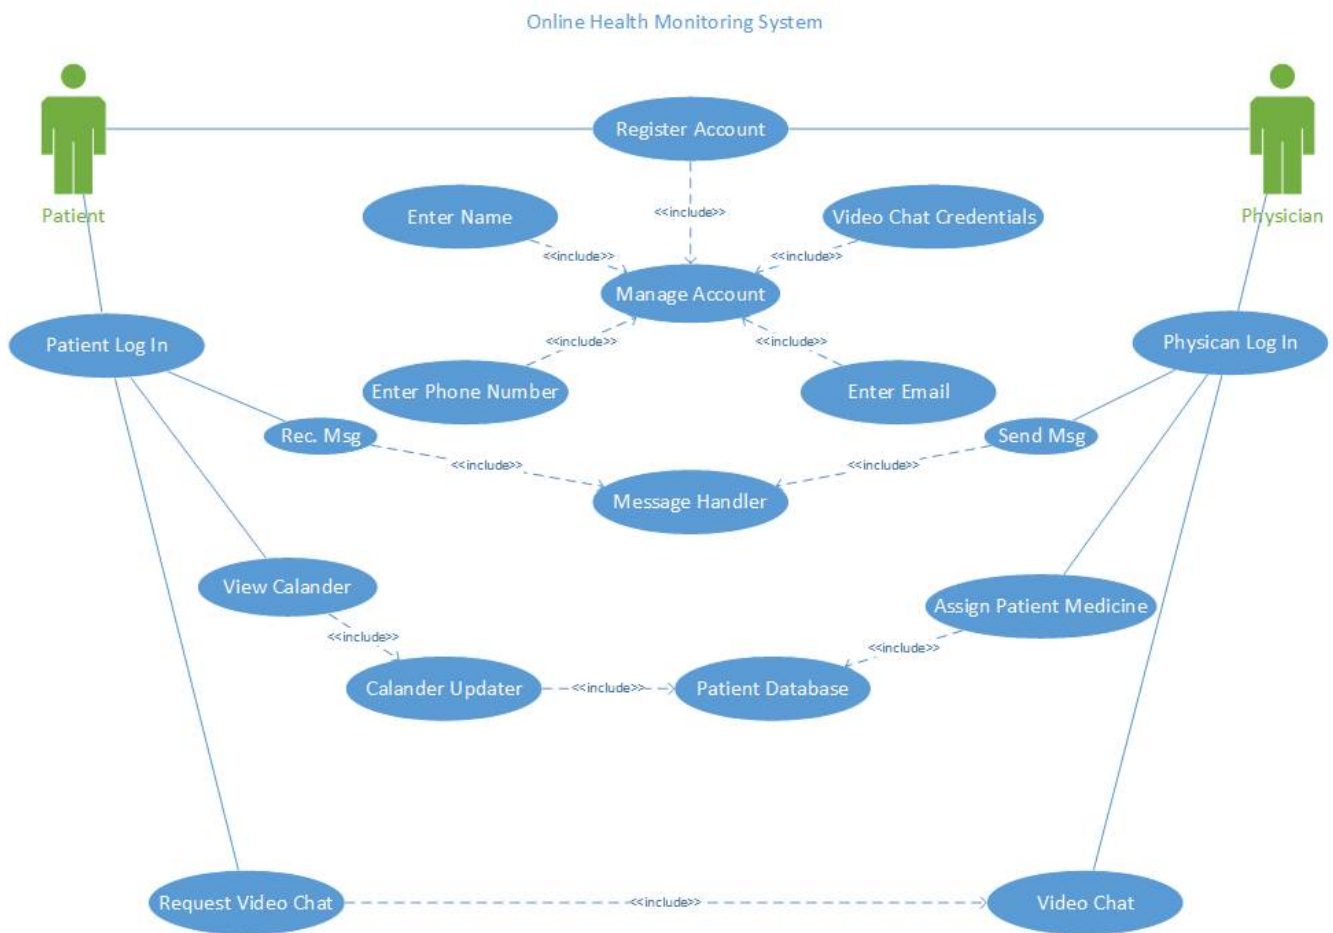 Online Health Monitoring System
Register Account
Patient
Physician
Enter Name
<<include>>
Video Chat Credentials
<<include>>
<<include>>
Manage Account
Patient Log In
Physican Log In
<<include>>
<<include>>
Enter Phone Number
Enter Email
Rec. Msg
Send Msg
<<include>>
<<include>>
Message Handler
View Calander
Assign Patient Medicine
<<include>>
<<include>>
Calander Updater
<<include>>
Patient Database
Request Video Chat
<<include>>
Video Chat